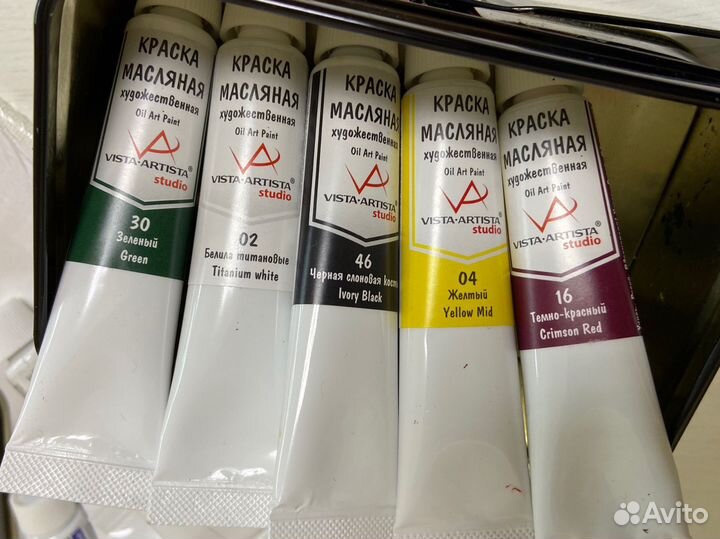 КРАСКА
МАСЛЯНАЯ
художественная
Oil Art Paint
VISTA-ARTISTA®
studio
30
Зеленый
Green
КРАСКА
МАСЛЯНАЯ
художественная
Oil Art Paint
VISTA-ARTISTA®
studio
02
Белила титановые
Titanium white
КРАСКА
МАСЛЯНАЯ
художественная
Oil Art Paint
VISTA-ARTISTA®
studio
46
Черная слоновая кость
Ivory Black
КРАСКА
МАСЛЯНАЯ
художественная
Oil Art Paint
VISTA-ARTISTA®
studio
04
Желтый
Yellow Mid
КРАСКА
МАСЛЯНАЯ
художественная
Oil Art Paint
VISTA-ARTISTA®
studio
16
Темно-красный
Crimson Red
Avito